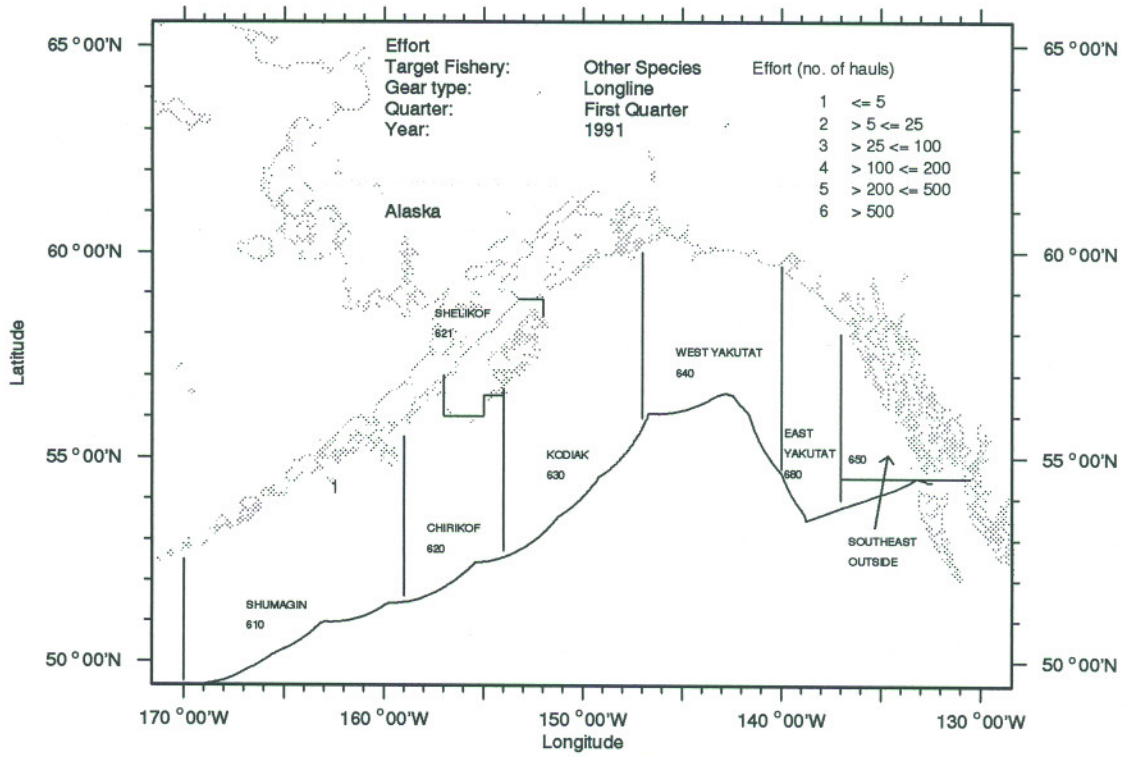 Effort
Target Fishery: Other Species
Gear type: Longline
Quarter: First Quarter
Year: 1991
Effort (no. of hauls)
1 <= 5
2 > 5 <= 25
3 > 25 <= 100
4 > 100 <= 200
5 > 200 <= 500
6 > 500
Alaska
65 °00'N
60 °00'N
55 °00'N
50 °00'N
Latitude
65 °00'N
60 °00'N
55 °00'N
50 °00'N
SHELIKOF
621
WEST YAKUTAT
640
EAST
YAKUTAT
680
650
KODIAK
630
1
CHIRIKOF
620
SOUTHEAST
OUTSIDE
SHUMAGIN
610
170 °00'W
160 °00'W
150 °00'W
140 °00'W
130 °00'W
Longitude